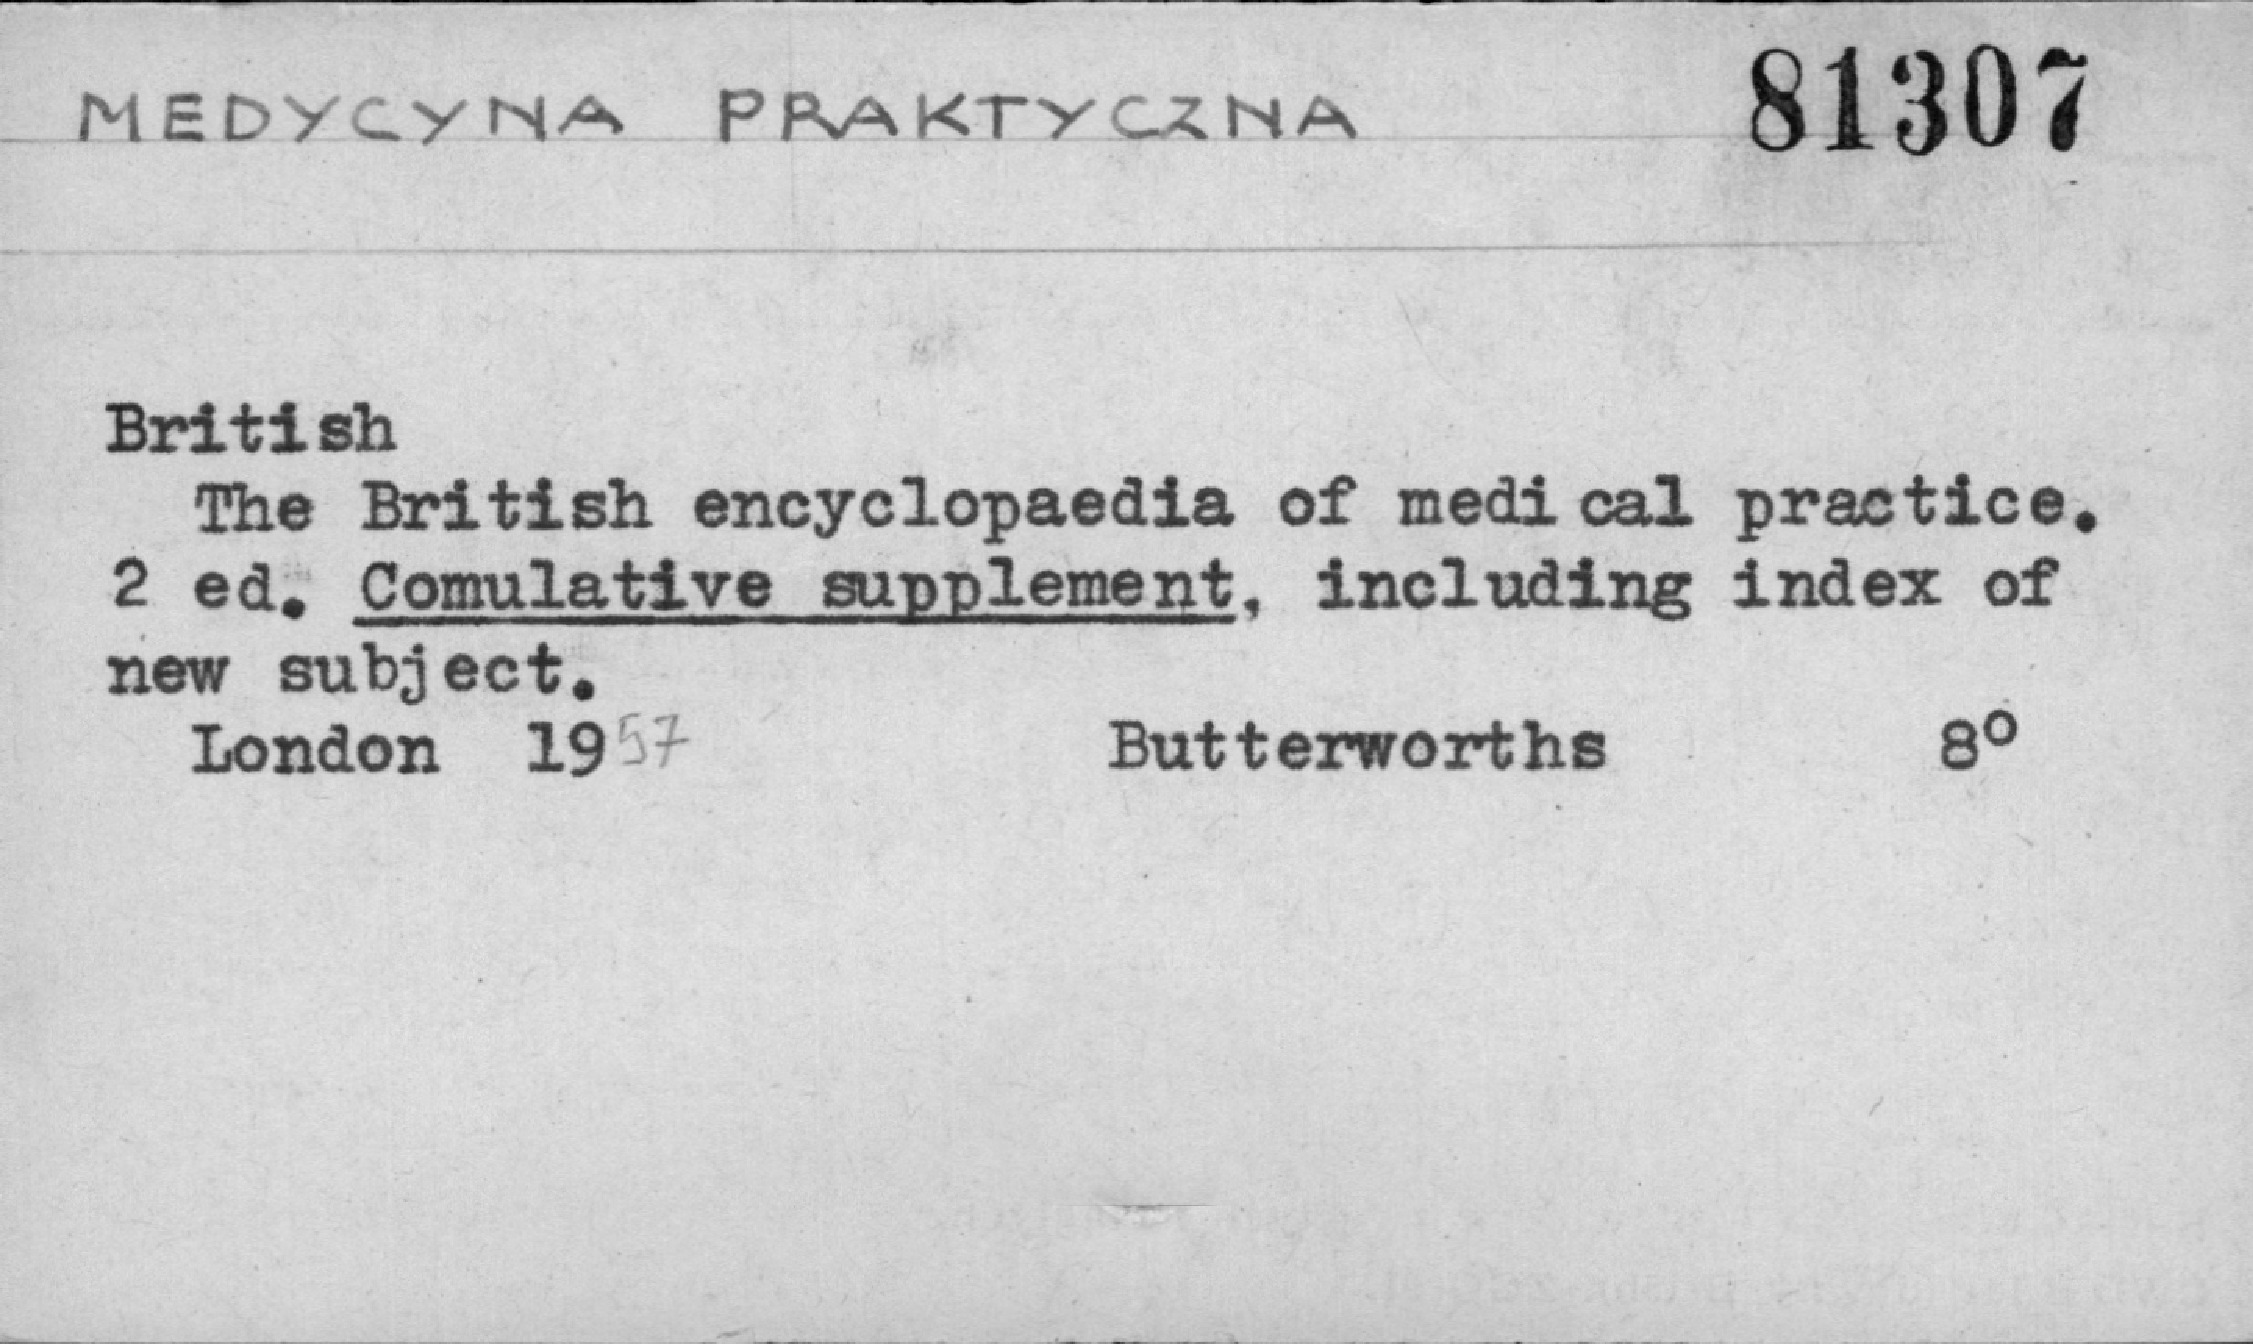 MEDYCYNA PRAKTYCZNA 81307
British
The British encyclopaedia of medical practice.
2 ed. Comulative supplement, including index of
new subject.
London 1957 Butterworths 8°